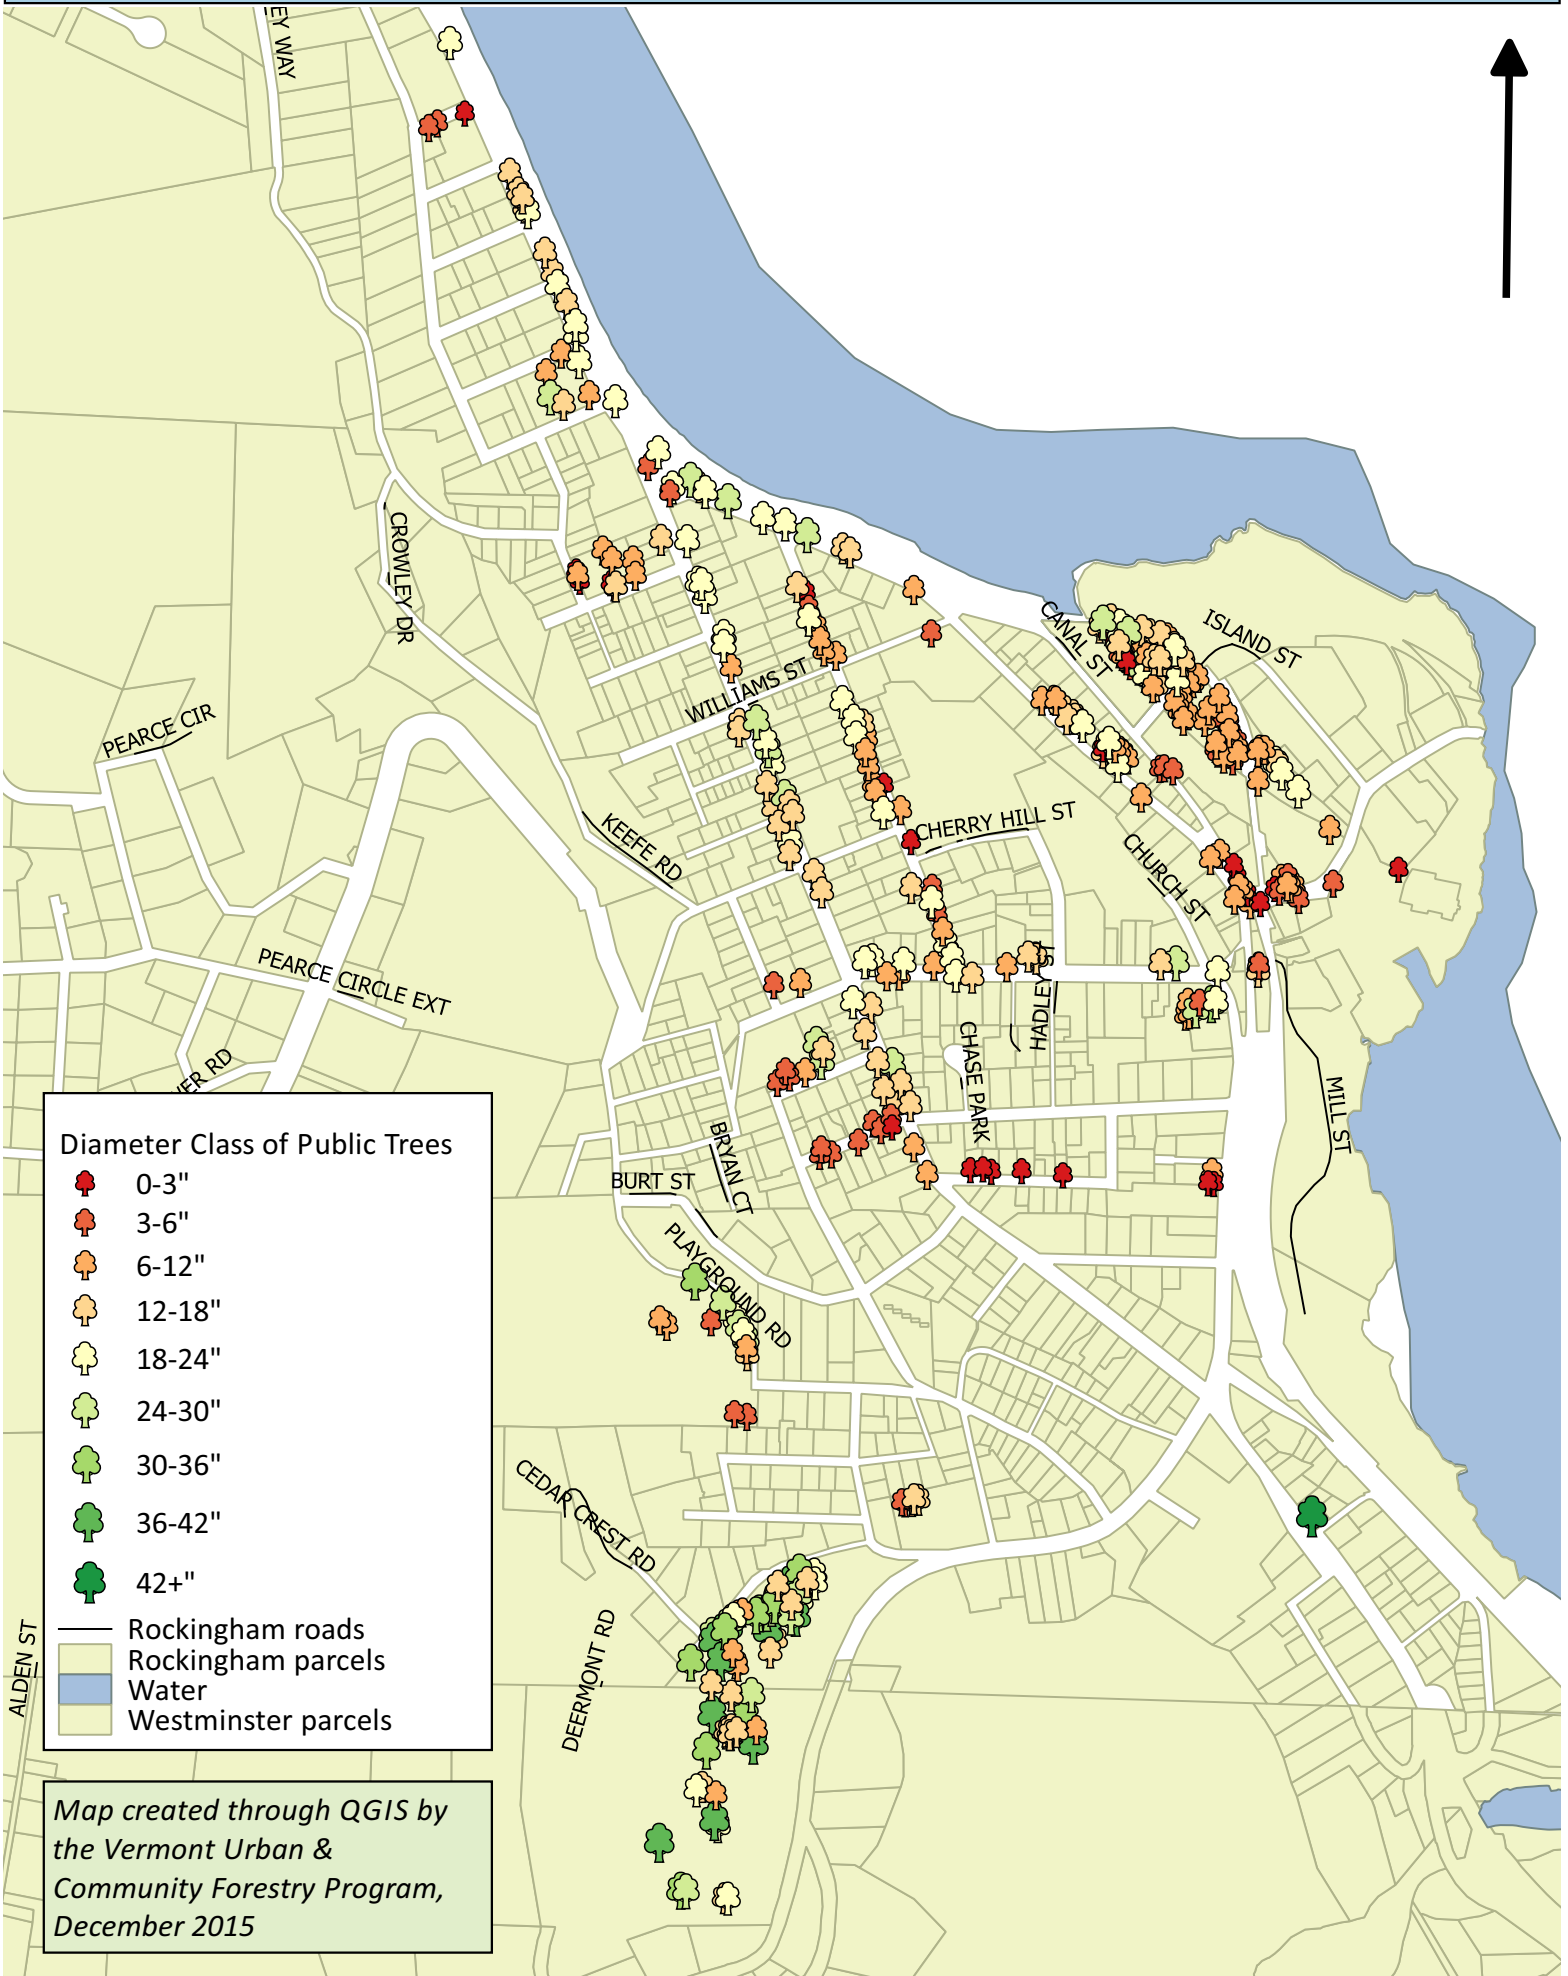 EY WAY
CROWLEY DR
CANAL ST
ISLAND ST
WILLIAMS ST
PEARCE CIR
KEEFE RD
CHERRY HILL ST
CHURCH ST
PEARCE CIRCLE EXT
HADLEY ST
CHASE PARK
VER RD
MILL ST
BRYAN CT
BURT ST
PLAYGROUND RD
CEDAR CREST RD
DEERMONT RD
ALDEN ST
Diameter Class of Public Trees
0-3"
3-6"
6-12"
12-18"
18-24"
24-30"
30-36"
36-42"
42+"
Rockingham roads
Rockingham parcels
Water
Westminster parcels
Map created through QGIS by
the Vermont Urban &
Community Forestry Program,
December 2015